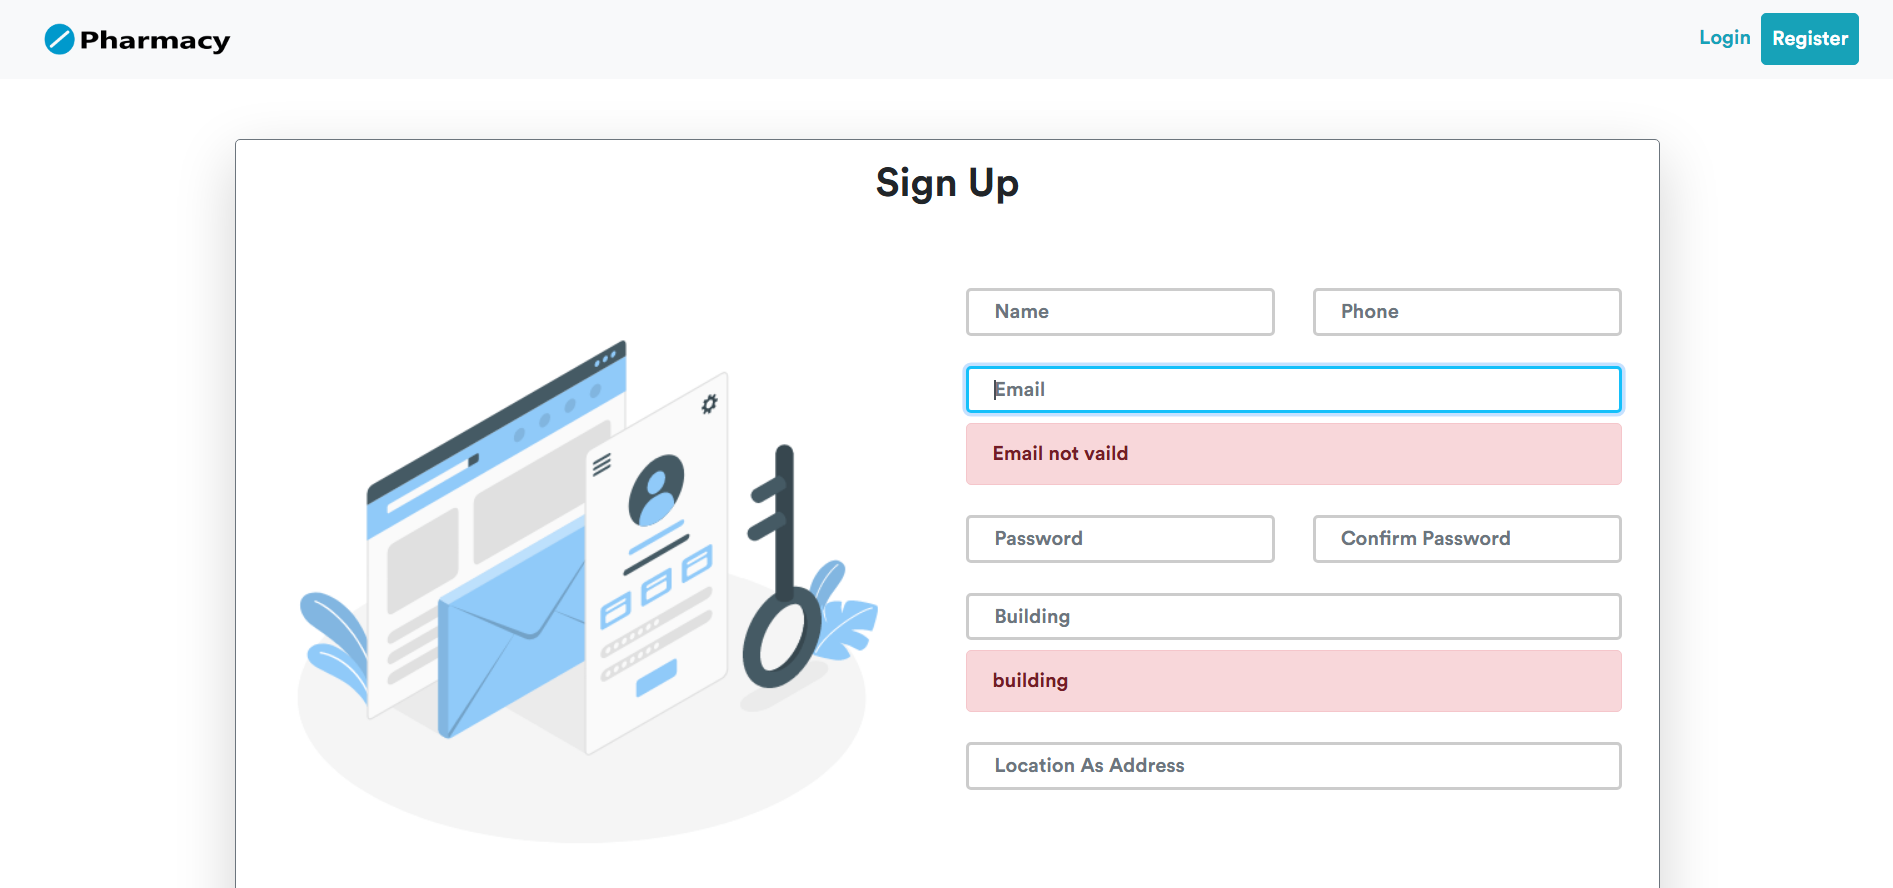 Pharmacy
Login
Register
Sign Up
Name
Phone
Email
Email not vaild
Password
Confirm Password
Building
building
Location As Address